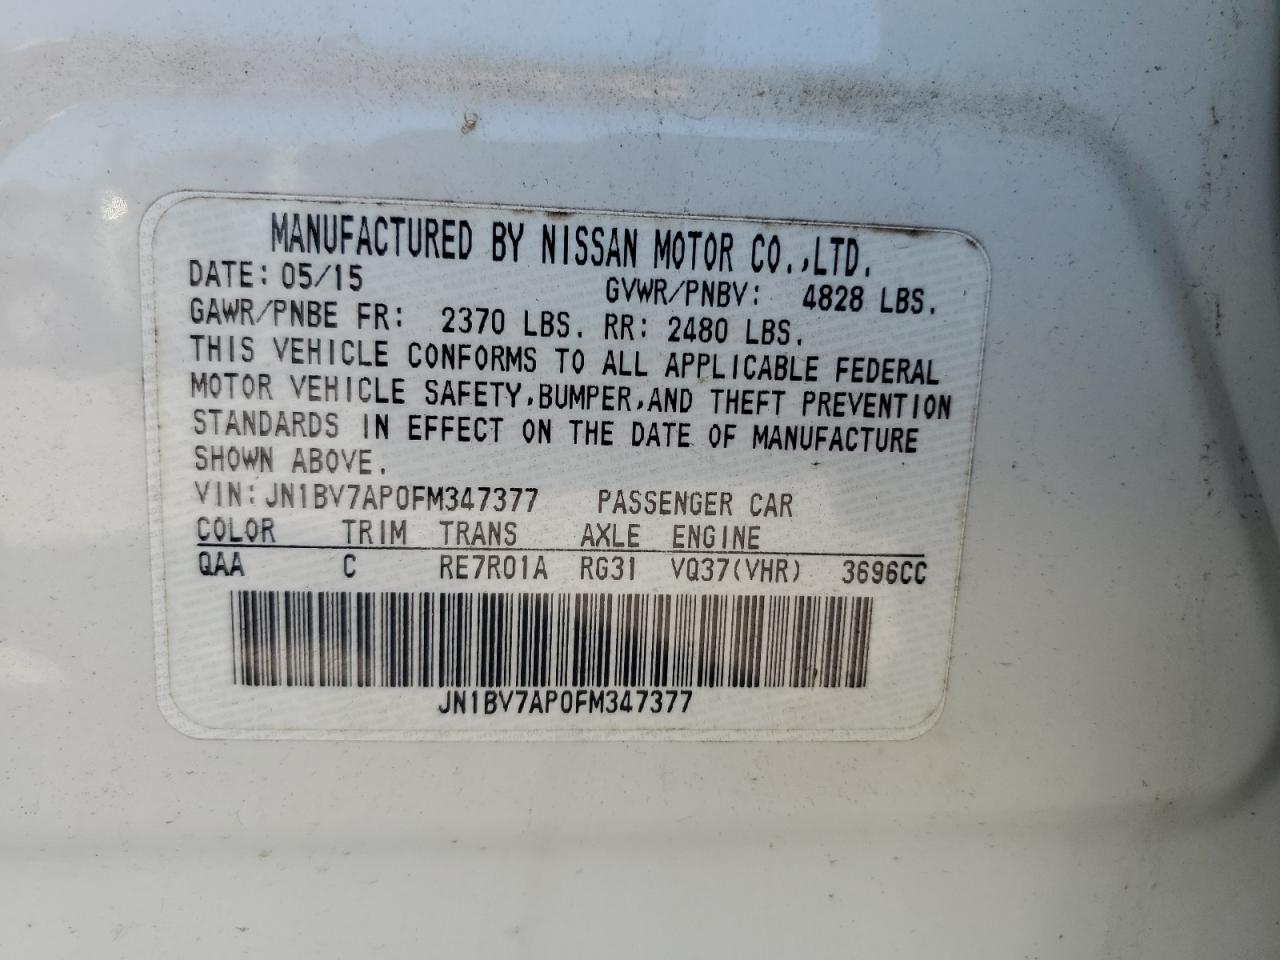 MANUFACTURED BY NISSAN MOTOR CO.,LTD.
DATE: 05/15 GVWR/PNBV: 4828 LBS.
GAWR/PNBE FR: 2370 LBS. RR: 2480 LBS.
THIS VEHICLE CONFORMS TO ALL APPLICABLE FEDERAL
MOTOR VEHICLE SAFETY,BUMPER,AND THEFT PREVENTION
STANDARDS IN EFFECT ON THE DATE OF MANUFACTURE
SHOWN ABOVE.
VIN: JN1BV7AP0FM347377 PASSENGER CAR
COLOR TRIM TRANS AXLE ENGINE
QAA C RE7R01A RG31 VQ37(VHR) 3696CC
JN1BV7AP0FM347377